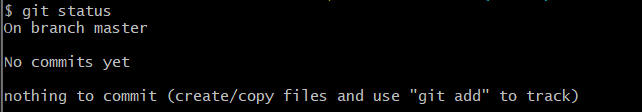 $ git status
On branch master
No commits yet
nothing to commit (create/copy files and use "git add" to track)